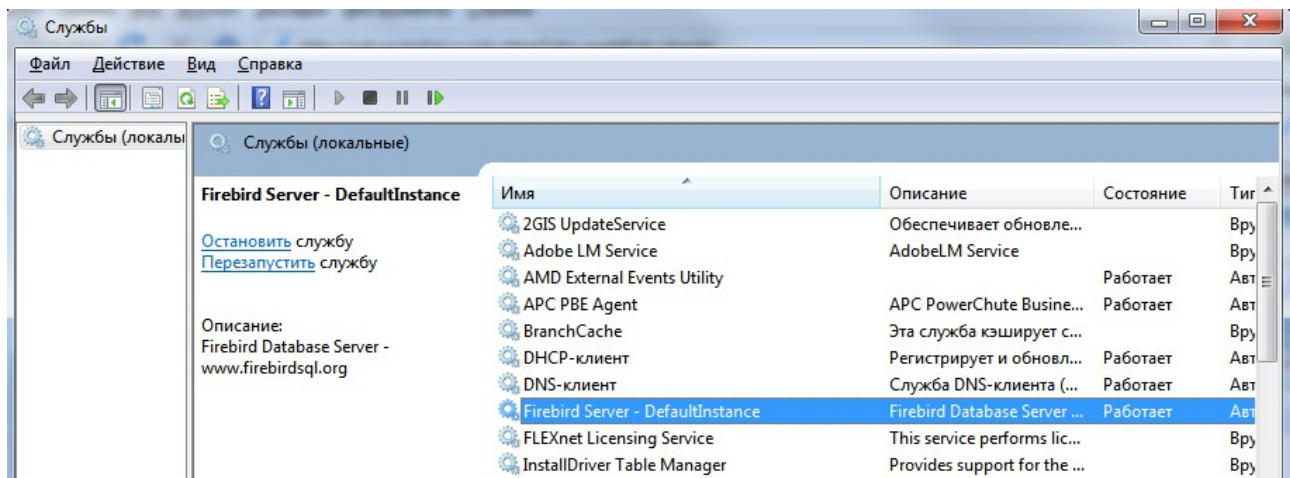 Службы
Файл Действие Вид Справка
Службы (локалы
Службы (локальные)
Firebird Server - DefaultInstance
Остановить службу
Перезапустить службу
Описание:
Firebird Database Server -
www.firebirdsql.org
Имя Описание Состояние Тип
2GIS UpdateService Обеспечивает обновле... Вру
Adobe LM Service AdobeLM Service Вру
AMD External Events Utility Работает Авт
APC PBE Agent APC PowerChute Busine... Работает Авт
BranchCache Эта служба кэширует с... Вру
DHCP-клиент Регистрирует и обновл... Работает Авт
DNS-клиент Служба DNS-клиента (... Работает Авт
Firebird Server - DefaultInstance Firebird Database Server ... Работает Авт
FLEXnet Licensing Service This service performs lic... Вру
InstallDriver Table Manager Provides support for the ... Вру